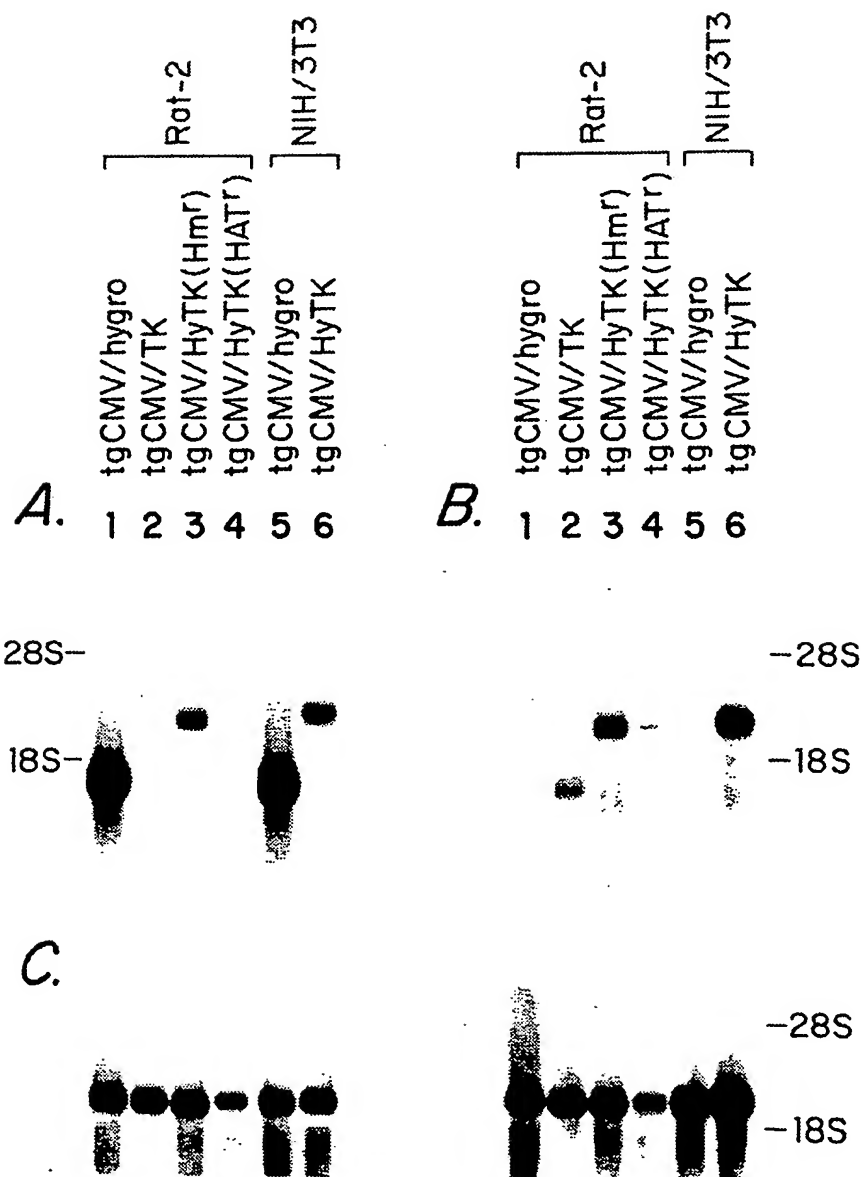 Rat-2
NIH/3T3
tgCMV/hygro
tgCMV/TK
tgCMV/HyTK(Hmʳ)
tgCMV/HyTK(HATʳ)
tgCMV/hygro
tgCMV/HyTK
A.
1 2 3 4 5 6
Rat-2
NIH/3T3
tgCMV/hygro
tgCMV/TK
tgCMV/HyTK(Hmʳ)
tgCMV/HyTK(HATʳ)
tgCMV/hygro
tgCMV/HyTK
B.
1 2 3 4 5 6
28S-
18S-
-28S
-18S
C.
-28S
-18S